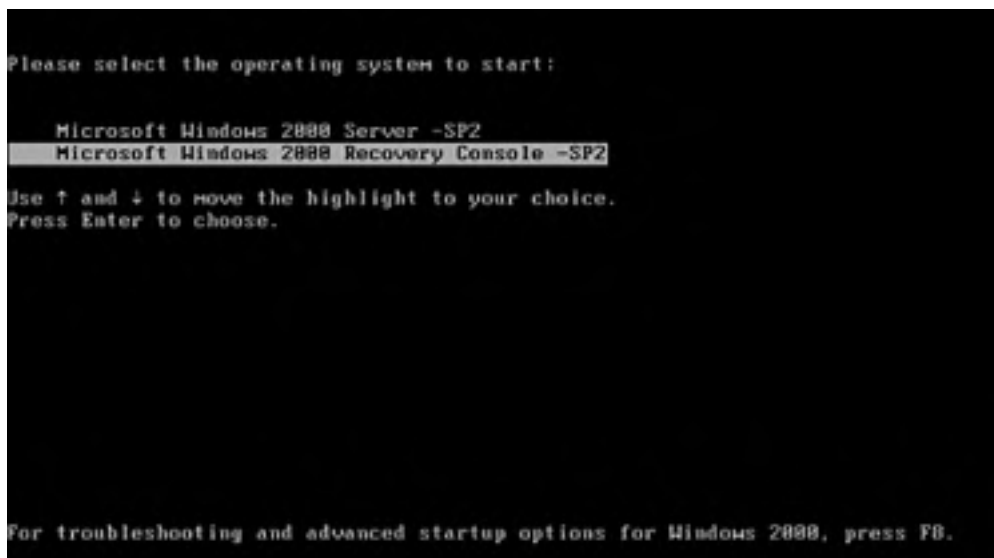 Please select the operating system to start:
Microsoft Windows 2000 Server -SP2
Microsoft Windows 2000 Recovery Console -SP2
Use ↑ and ↓ to move the highlight to your choice.
Press Enter to choose.
For troubleshooting and advanced startup options for Windows 2000, press F8.